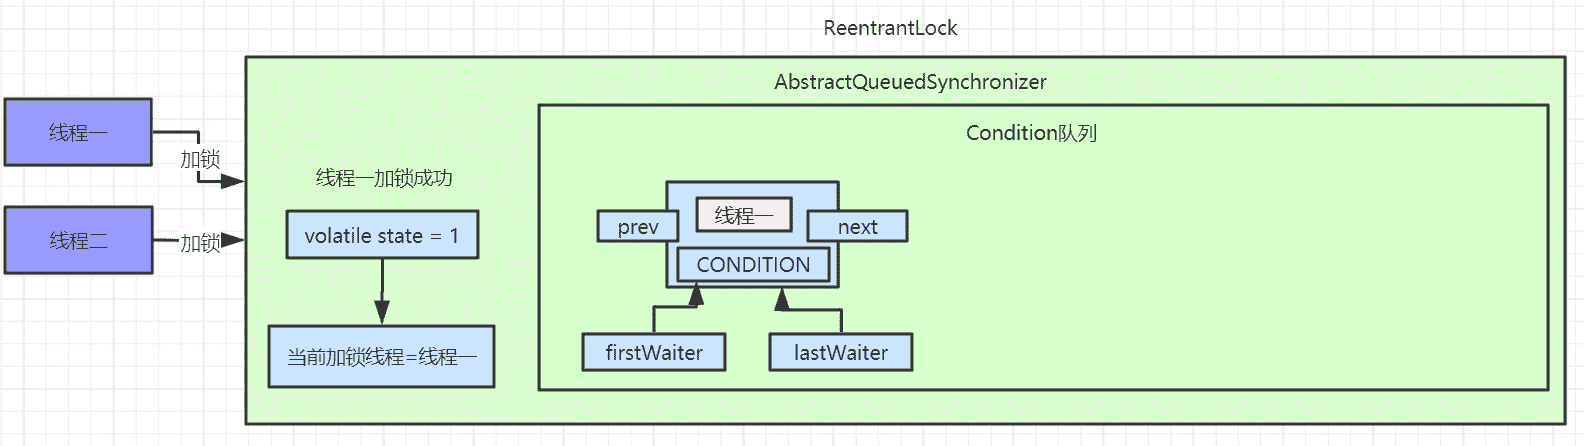 ReentrantLock
AbstractQueuedSynchronizer
Condition队列
线程一
加锁
线程二
加锁
线程一加锁成功
volatile state = 1
当前加锁线程=线程一
线程一
prev
next
CONDITION
firstWaiter
lastWaiter